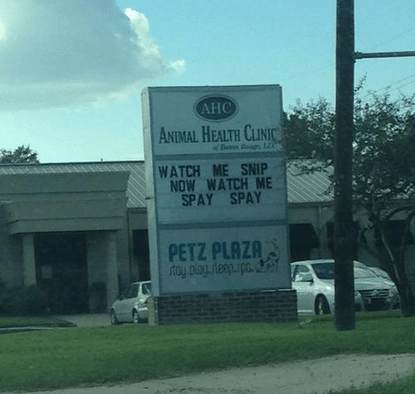 AHC
ANIMAL HEALTH CLINIC
of Baton Rouge, LLC
WATCH ME SNIP
NOW WATCH ME
SPAY SPAY
PETZ PLAZA
stay.play.sleep.spa.